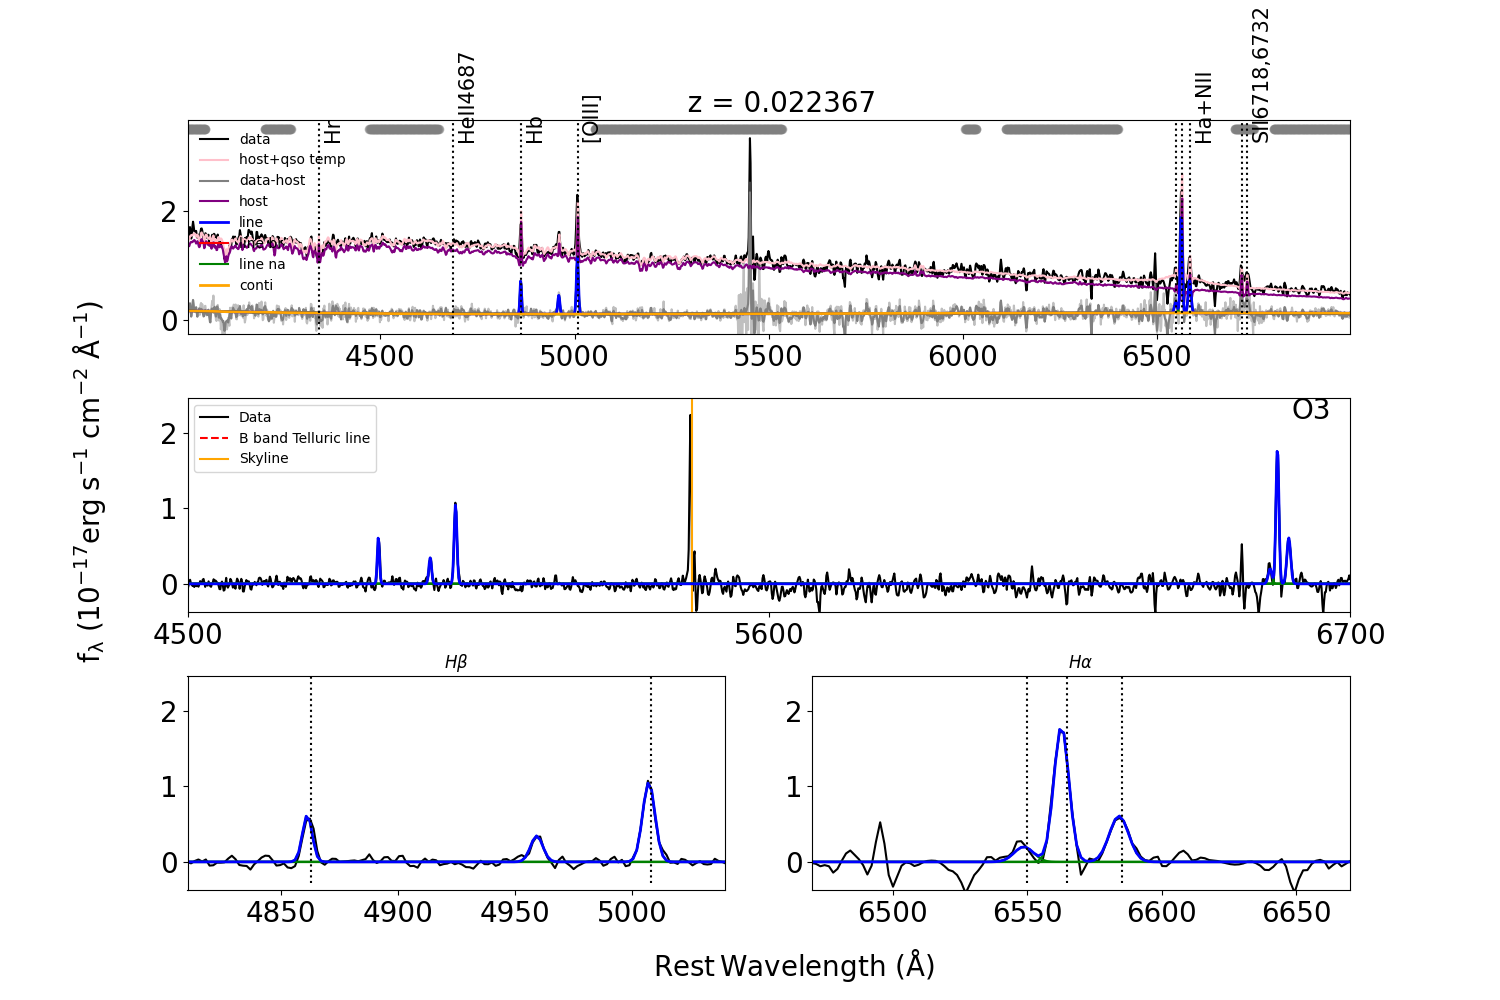 z = 0.022367
Hr
HeII4687
Hb
[OIII]
Ha+NII
SII6718,6732
data
host+qso temp
data-host
host
line
line br
line na
conti
2
0
4500 5000 5500 6000 6500
O3
Data
B band Telluric line
Skyline
2
1
0
4500 5600 6700
fλ (10⁻¹⁷erg s⁻¹ cm⁻² Å⁻¹)
Hβ
2
1
0
4850 4900 4950 5000
Hα
2
1
0
6500 6550 6600 6650
Rest Wavelength (Å)